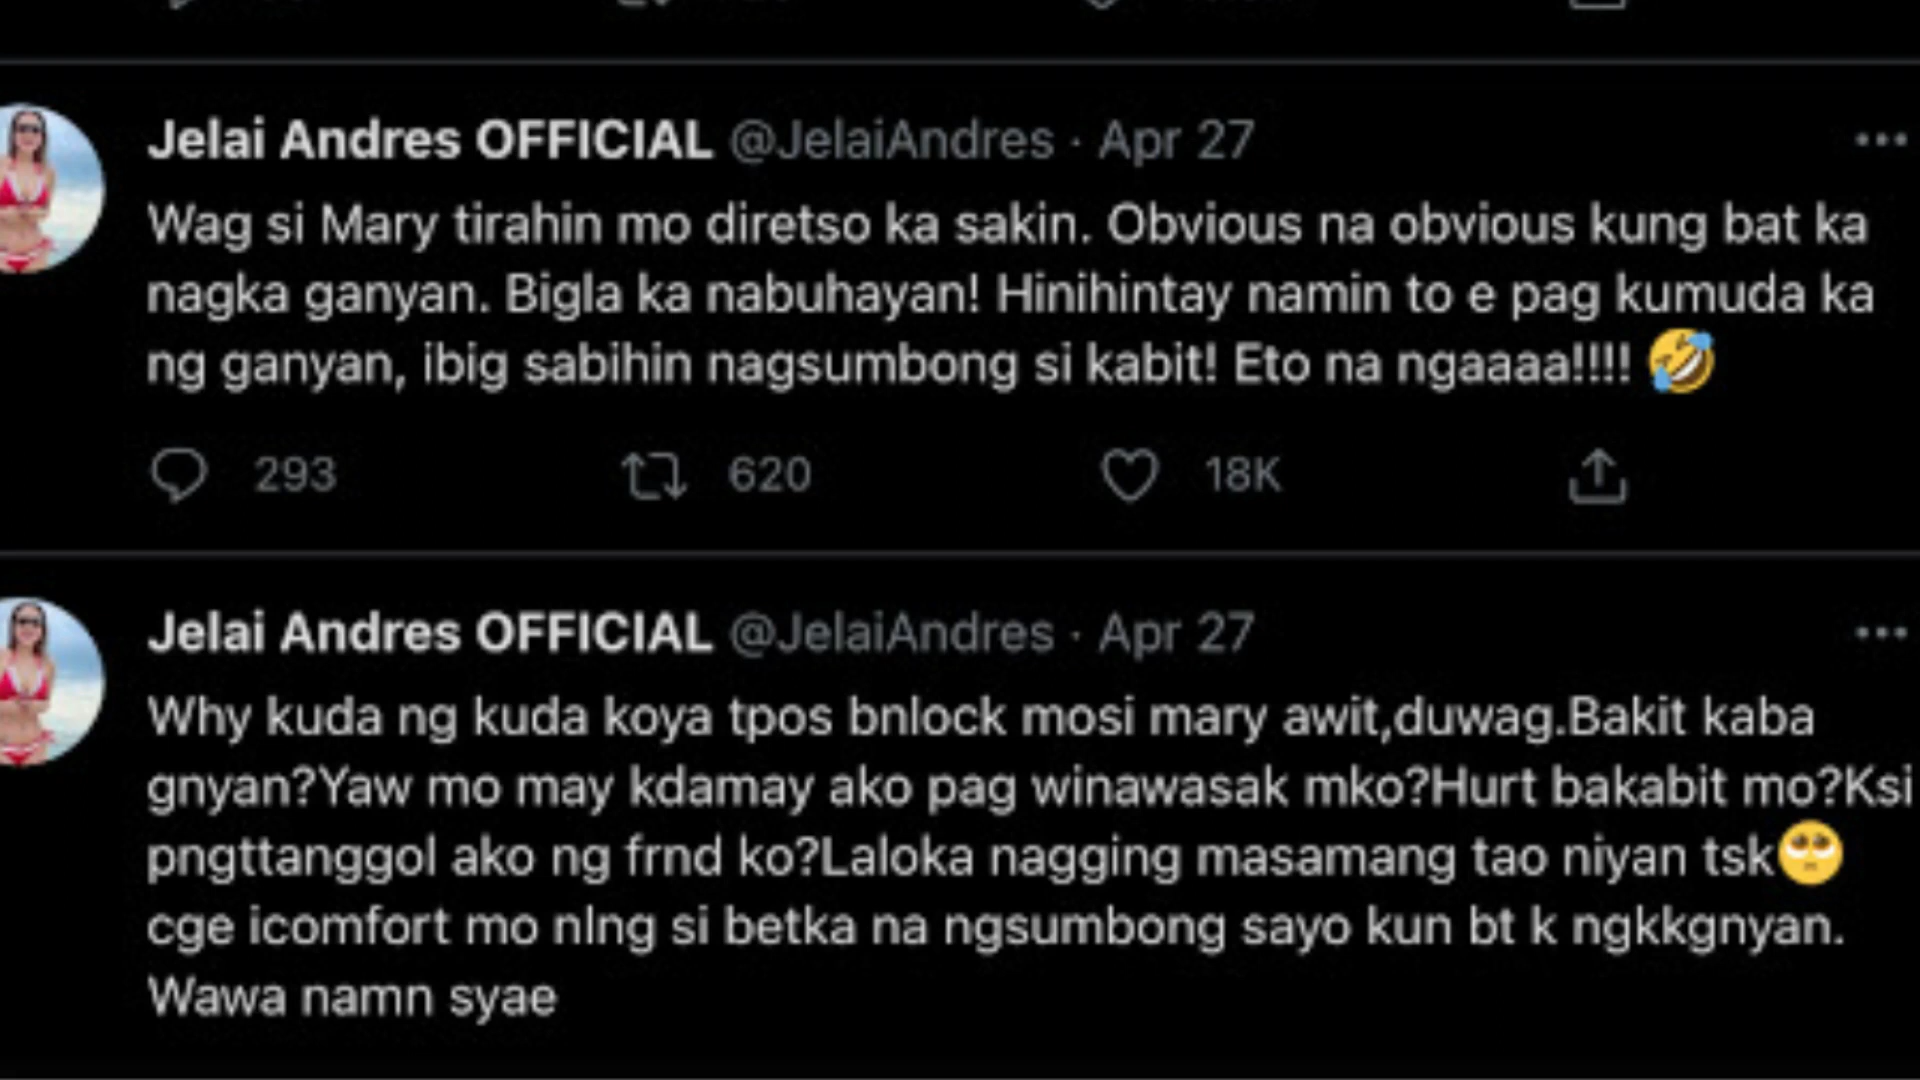 Jelai Andres OFFICIAL @JelaiAndres · Apr 27
Wag si Mary tirahin mo diretso ka sakin. Obvious na obvious kung bat ka
nagka ganyan. Bigla ka nabuhayan! Hinihintay namin to e pag kumuda ka
ng ganyan, ibig sabihin nagsumbong si kabit! Eto na ngaaaa!!!! 🤣
293 620 18K
Jelai Andres OFFICIAL @JelaiAndres · Apr 27
Why kuda ng kuda koya tpos bnlock mosi mary awit,duwag.Bakit kaba
gnyan?Yaw mo may kdamay ako pag winawasak mko?Hurt bakabit mo?Ksi
pngttanggol ako ng frnd ko?Laloka nagging masamang tao niyan tsk🥺
cge icomfort mo nlng si betka na ngsumbong sayo kun bt k ngkkgnyan.
Wawa namn syae